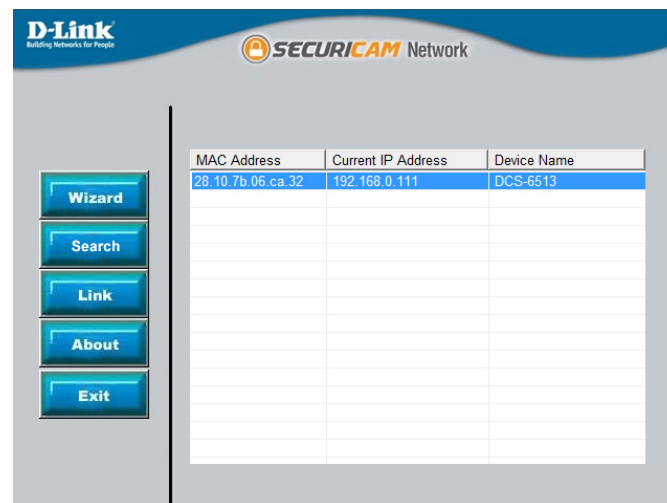 D-Link
Building Networks for People
SECURICAM Network
MAC Address Current IP Address Device Name
28.10.7b.06.ca.32 192.168.0.111 DCS-6513
Wizard
Search
Link
About
Exit